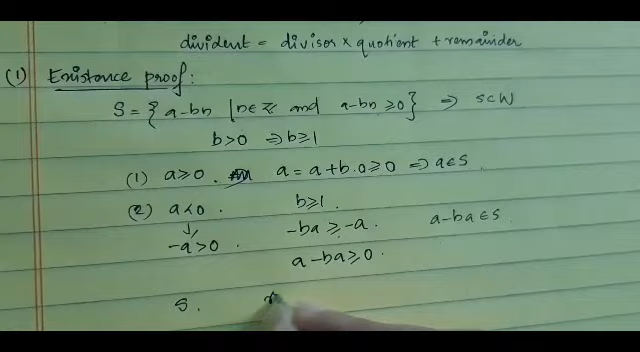 divident = divisor × quotient + remainder
(1) Existance proof:
S = { a-bn | n ∈ ℤ and a-bn ≥ 0 } ⇒ S⊂W
b>0 ⇒ b≥1
(1) a≥0. a = a+b.0 ≥ 0 ⇒ a∈S.
(2) a<0. b≥1.
↓
-a>0. -ba ≥ -a. a-ba∈S.
a-ba≥0.
S.